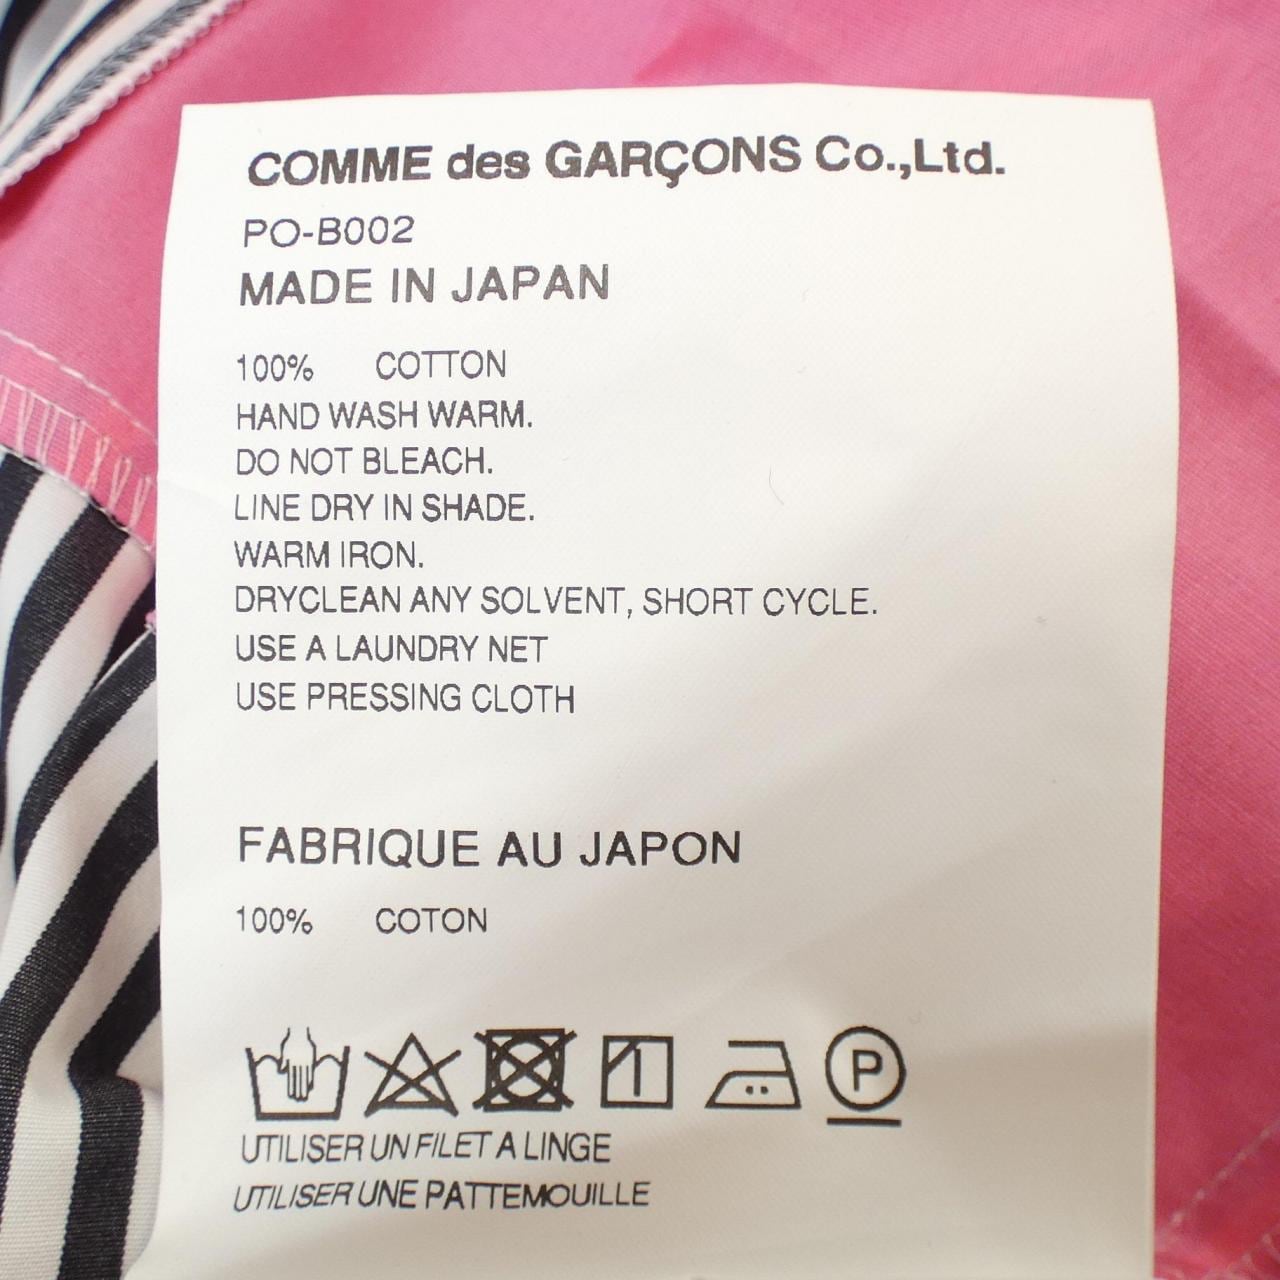 COMME des GARÇONS Co.,Ltd.
PO-B002
MADE IN JAPAN
100% COTTON
HAND WASH WARM.
DO NOT BLEACH.
LINE DRY IN SHADE.
WARM IRON.
DRYCLEAN ANY SOLVENT, SHORT CYCLE.
USE A LAUNDRY NET
USE PRESSING CLOTH
FABRIQUE AU JAPON
100% COTON
P
UTILISER UN FILET A LINGE
UTILISER UNE PATTEMOUILLE